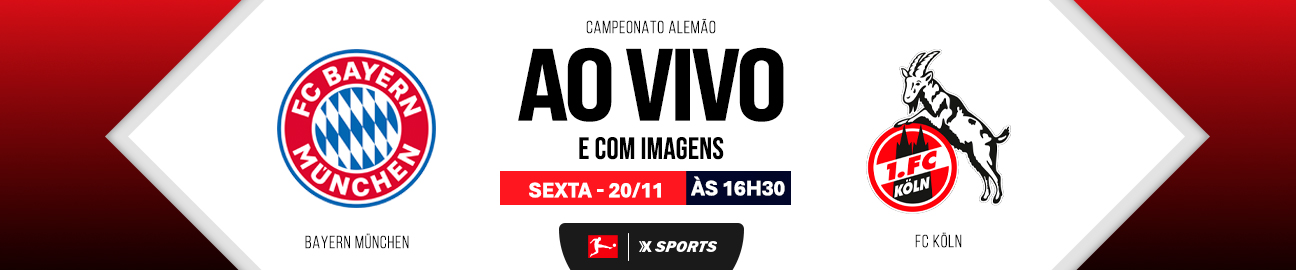 CAMPEONATO ALEMÃO
AO VIVO
E COM IMAGENS
SEXTA - 20/11 ÀS 16H30
FC BAYERN
MÜNCHEN
BAYERN MÜNCHEN
1.FC
KÖLN
FC KÖLN
X SPORTS